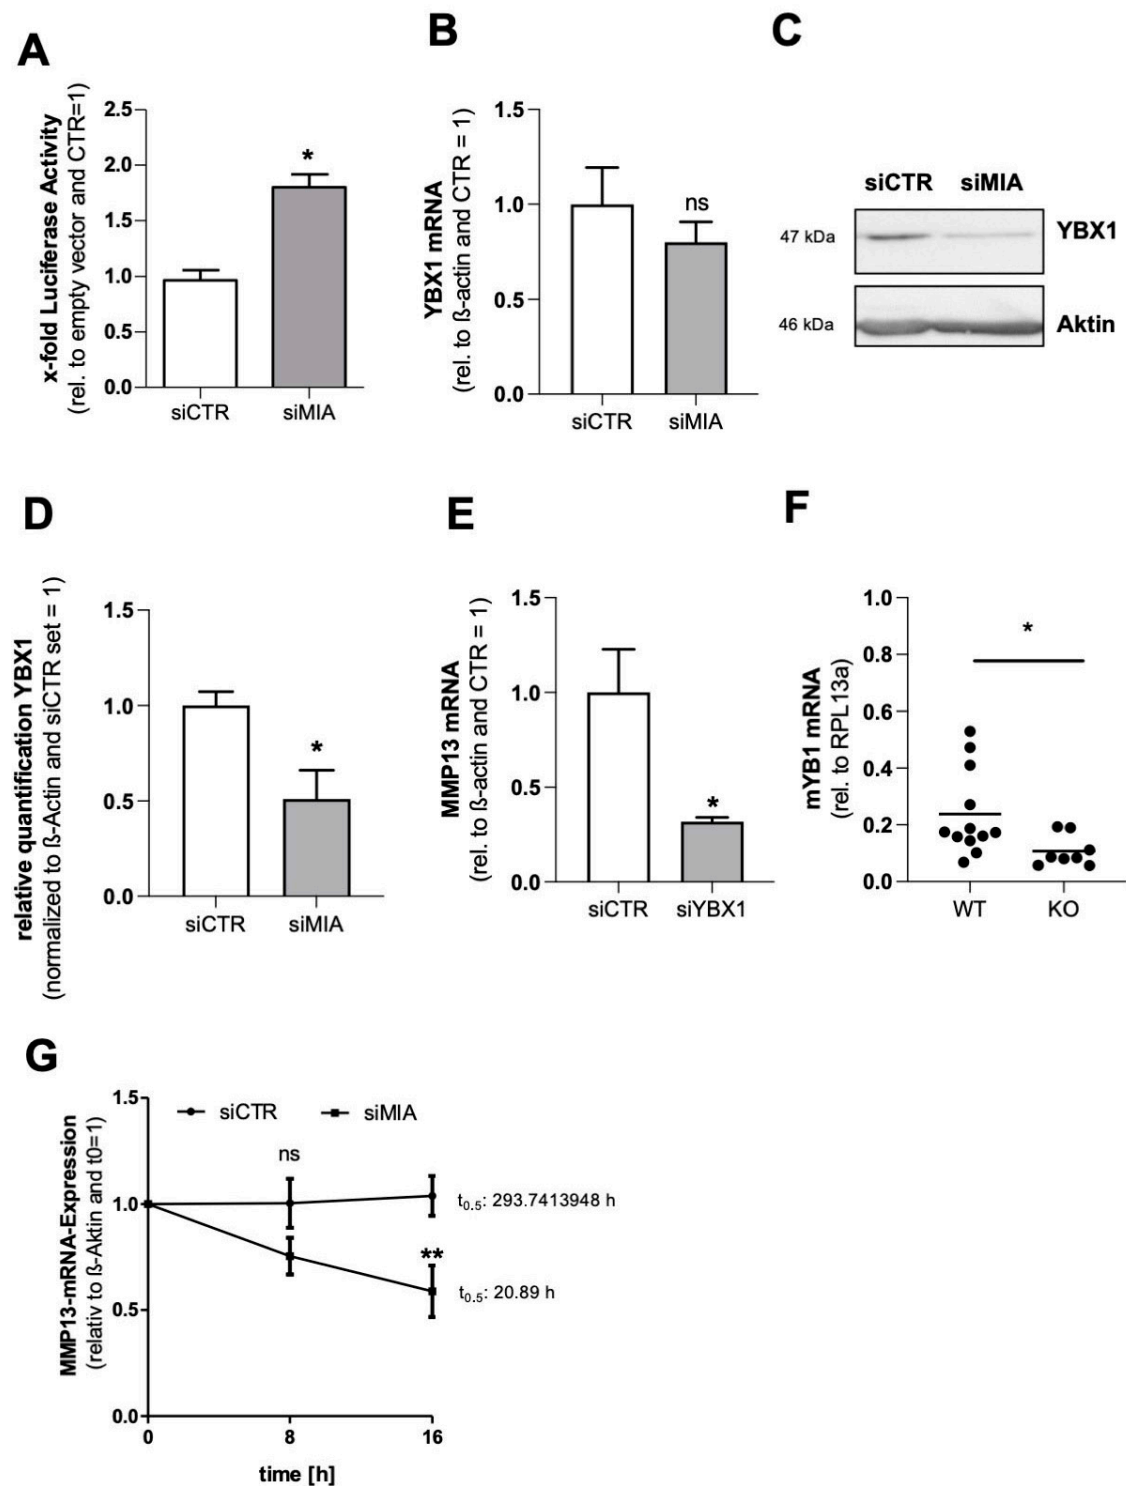 A
x-fold Luciferase Activity
(rel. to empty vector and CTR=1)
2.5
2.0
1.5
1.0
0.5
0.0
*
siCTR
siMIA
B
YBX1 mRNA
(rel. to ß-actin and CTR = 1)
1.5
1.0
0.5
0.0
ns
siCTR
siMIA
C
siCTR siMIA
47 kDa
YBX1
46 kDa
Aktin
D
relative quantification YBX1
(normalized to ß-Actin and siCTR set = 1)
1.5
1.0
0.5
0.0
*
siCTR
siMIA
E
MMP13 mRNA
(rel. to ß-actin and CTR = 1)
1.5
1.0
0.5
0.0
*
siCTR
siYBX1
F
mYB1 mRNA
(rel. to RPL13a)
1.0
0.8
0.6
0.4
0.2
0.0
*
WT
KO
G
MMP13-mRNA-Expression
(relativ to ß-Aktin and t0=1)
1.5
1.0
0.5
0.0
siCTR
siMIA
ns
t0.5: 293.7413948 h
**
t0.5: 20.89 h
0
8
16
time [h]